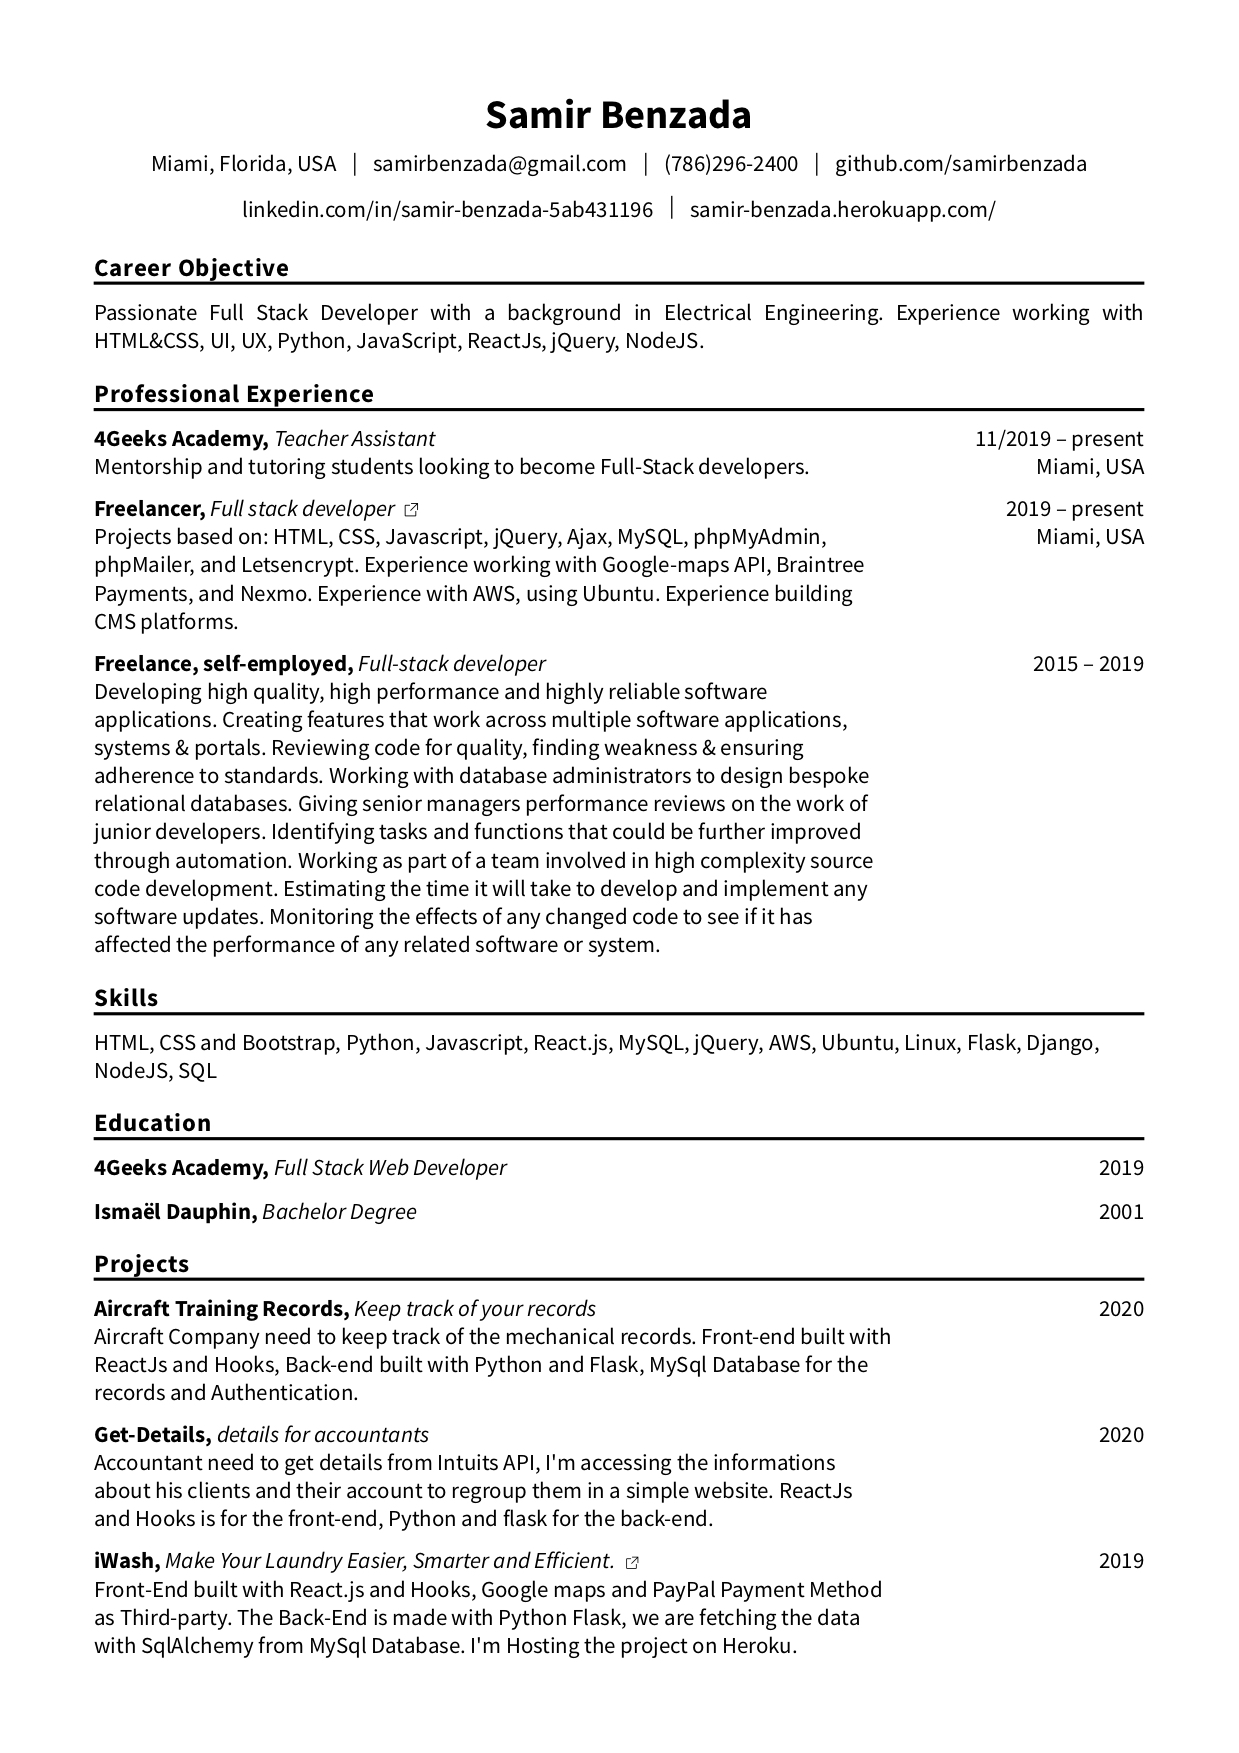 Samir Benzada
Miami, Florida, USA | samirbenzada@gmail.com | (786)296-2400 | github.com/samirbenzada
linkedin.com/in/samir-benzada-5ab431196 | samir-benzada.herokuapp.com/
Career Objective
Passionate Full Stack Developer with a background in Electrical Engineering. Experience working with
HTML&CSS, UI, UX, Python, JavaScript, ReactJs, jQuery, NodeJS.
Professional Experience
4Geeks Academy, Teacher Assistant 11/2019 – present
Mentorship and tutoring students looking to become Full-Stack developers. Miami, USA
Freelancer, Full stack developer 2019 – present
Projects based on: HTML, CSS, Javascript, jQuery, Ajax, MySQL, phpMyAdmin, Miami, USA
phpMailer, and Letsencrypt. Experience working with Google-maps API, Braintree
Payments, and Nexmo. Experience with AWS, using Ubuntu. Experience building
CMS platforms.
Freelance, self-employed, Full-stack developer 2015 – 2019
Developing high quality, high performance and highly reliable software
applications. Creating features that work across multiple software applications,
systems & portals. Reviewing code for quality, finding weakness & ensuring
adherence to standards. Working with database administrators to design bespoke
relational databases. Giving senior managers performance reviews on the work of
junior developers. Identifying tasks and functions that could be further improved
through automation. Working as part of a team involved in high complexity source
code development. Estimating the time it will take to develop and implement any
software updates. Monitoring the effects of any changed code to see if it has
affected the performance of any related software or system.
Skills
HTML, CSS and Bootstrap, Python, Javascript, React.js, MySQL, jQuery, AWS, Ubuntu, Linux, Flask, Django,
NodeJS, SQL
Education
4Geeks Academy, Full Stack Web Developer 2019
Ismaël Dauphin, Bachelor Degree 2001
Projects
Aircraft Training Records, Keep track of your records 2020
Aircraft Company need to keep track of the mechanical records. Front-end built with
ReactJs and Hooks, Back-end built with Python and Flask, MySql Database for the
records and Authentication.
Get-Details, details for accountants 2020
Accountant need to get details from Intuits API, I'm accessing the informations
about his clients and their account to regroup them in a simple website. ReactJs
and Hooks is for the front-end, Python and flask for the back-end.
iWash, Make Your Laundry Easier, Smarter and Efficient. 2019
Front-End built with React.js and Hooks, Google maps and PayPal Payment Method
as Third-party. The Back-End is made with Python Flask, we are fetching the data
with SqlAlchemy from MySql Database. I'm Hosting the project on Heroku.